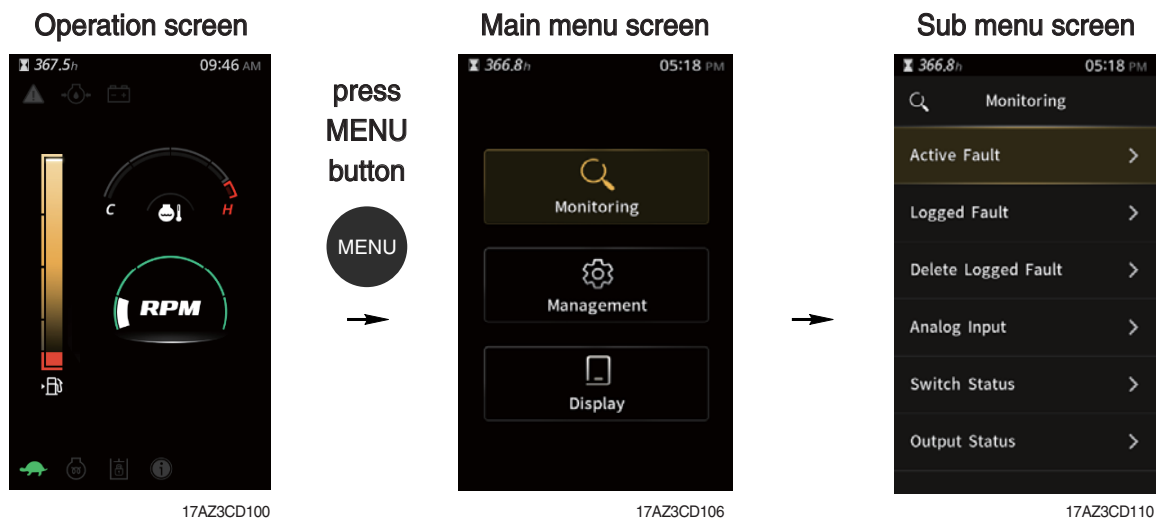 Operation screen
367.5h
09:46 AM
C
H
RPM
17AZ3CD100
press
MENU
button
MENU
Main menu screen
366.8h
05:18 PM
Monitoring
Management
Display
17AZ3CD106
Sub menu screen
366.8h
05:18 PM
Monitoring
Active Fault
Logged Fault
Delete Logged Fault
Analog Input
Switch Status
Output Status
17AZ3CD110